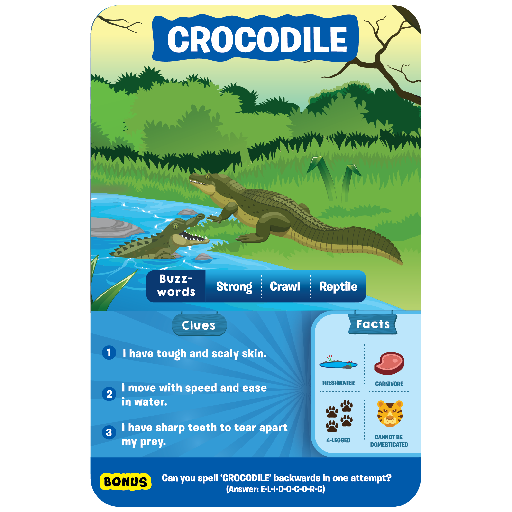 CROCODILE
Buzz-
words
Strong
Crawl
Reptile
Clues
1 I have tough and scaly skin.
2 I move with speed and ease
in water.
3 I have sharp teeth to tear apart
my prey.
Facts
FRESHWATER
CARNIVORE
4-LEGGED
CANNOT BE
DOMESTICATED
BONUS
Can you spell 'CROCODILE' backwards in one attempt?
(Answer: E-L-I-D-O-C-O-R-C)